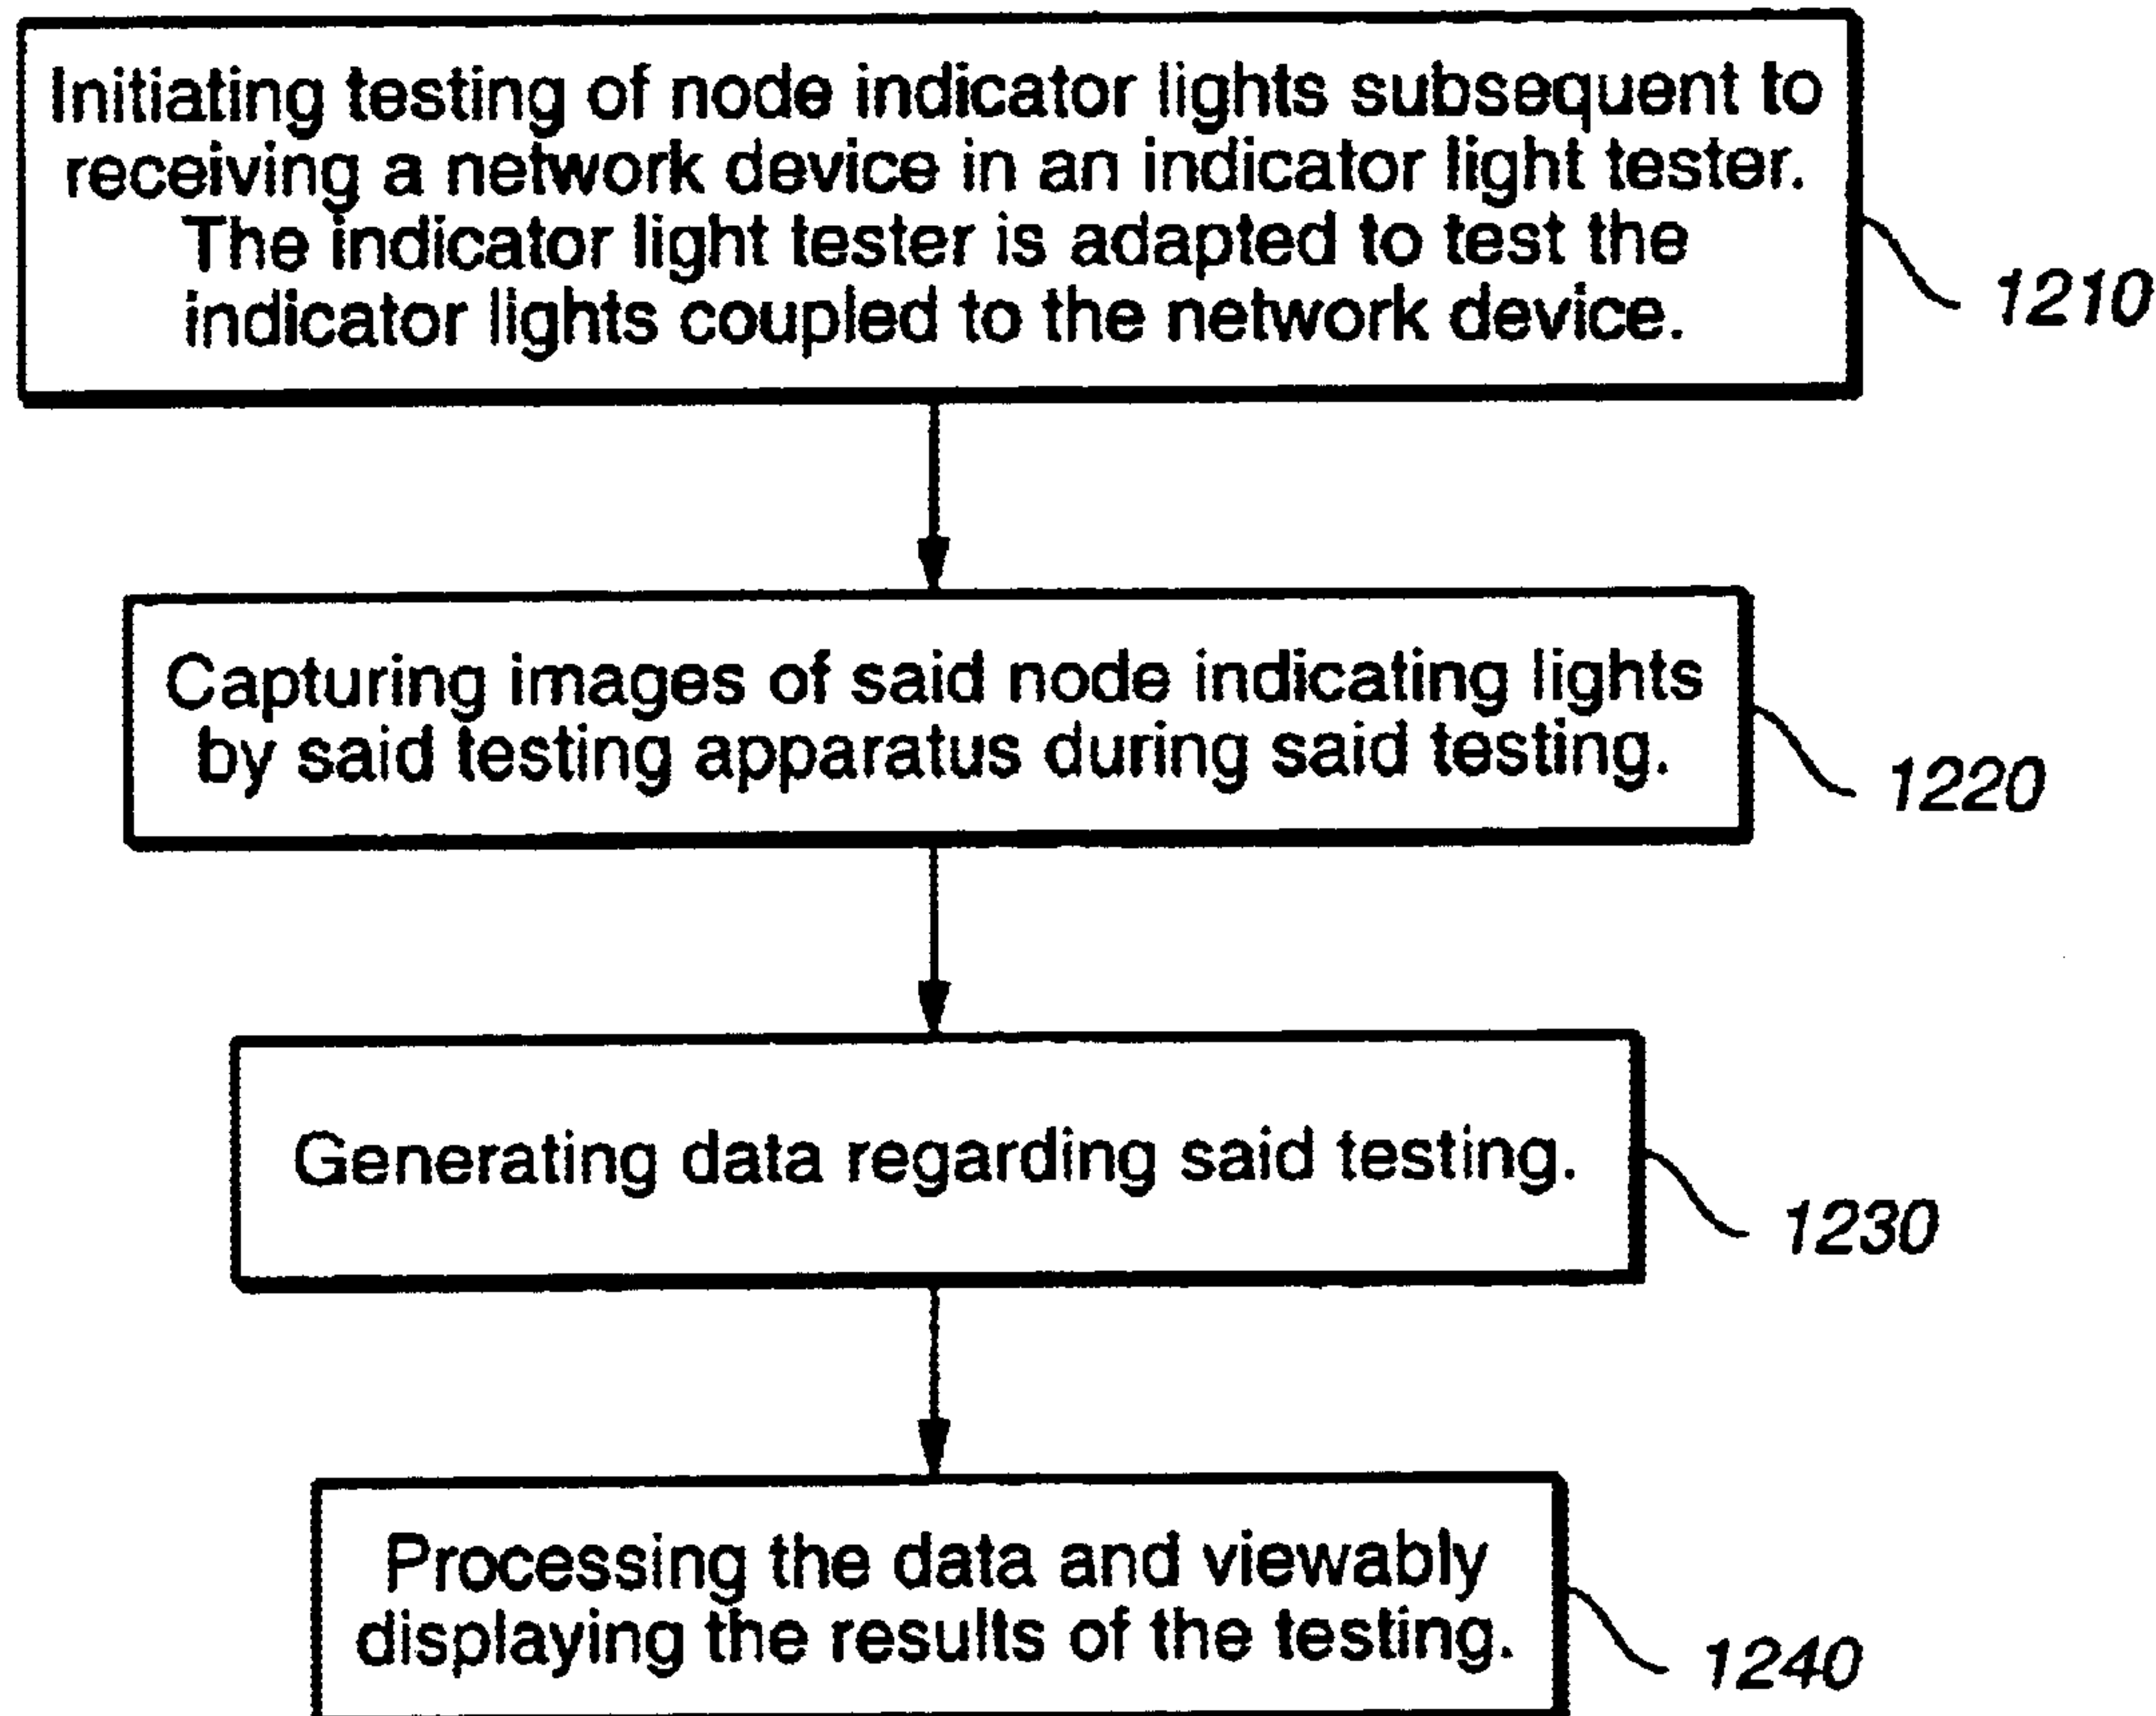 Initiating testing of node indicator lights subsequent to
receiving a network device in an indicator light tester.
The indicator light tester is adapted to test the
indicator lights coupled to the network device.
1210
Capturing images of said node indicating lights
by said testing apparatus during said testing.
1220
Generating data regarding said testing.
1230
Processing the data and viewably
displaying the results of the testing.
1240